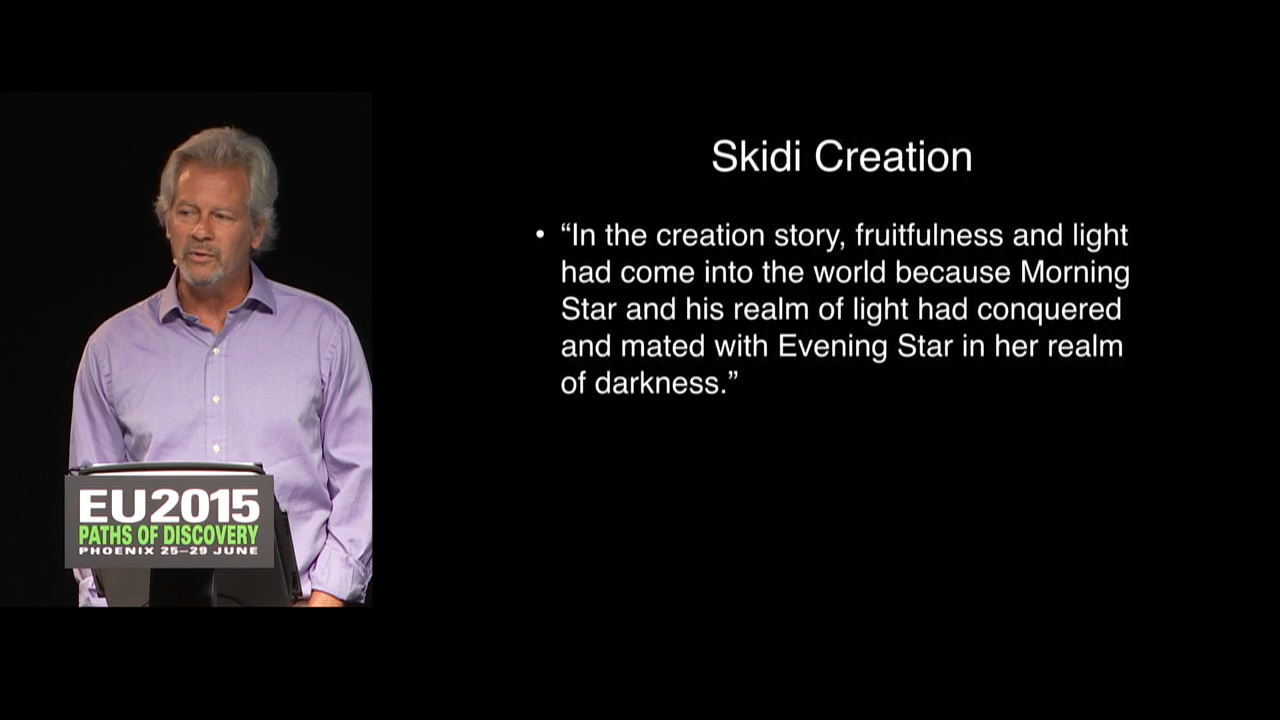 Skidi Creation
• “In the creation story, fruitfulness and light
had come into the world because Morning
Star and his realm of light had conquered
and mated with Evening Star in her realm
of darkness.”
EU2015
PATHS OF DISCOVERY
PHOENIX 25–29 JUNE